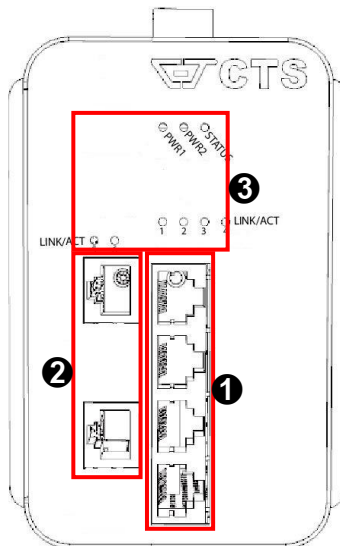 CTS
PWR1 PWR2 STATUS
3
1 2 3 4 LINK/ACT
LINK/ACT
2
1